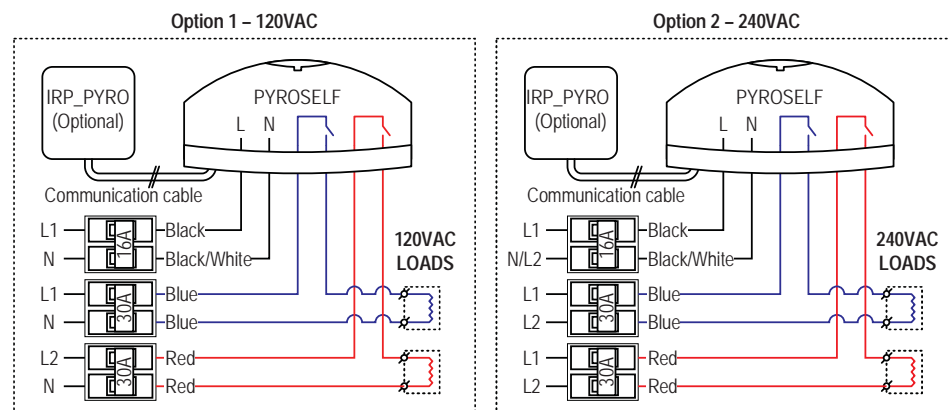 Option 1 – 120VAC
IRP_PYRO
(Optional)
PYROSELF
L N
Communication cable
L1
16A
Black
N
Black/White
120VAC
LOADS
L1
30A
Blue
N
Blue
L2
30A
Red
N
Red
Option 2 – 240VAC
IRP_PYRO
(Optional)
PYROSELF
L N
Communication cable
L1
16A
Black
N/L2
Black/White
240VAC
LOADS
L1
30A
Blue
L2
Blue
L1
30A
Red
L2
Red